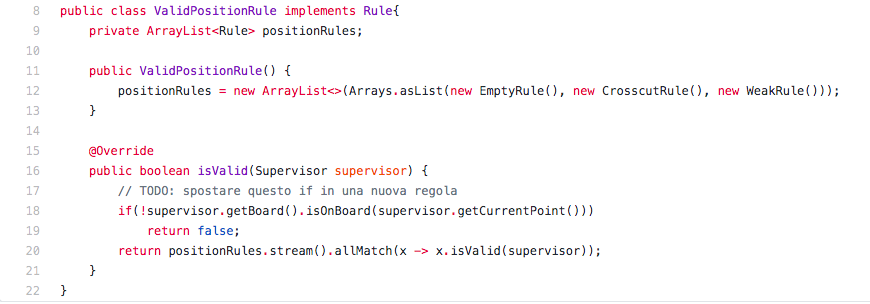 8 public class ValidPositionRule implements Rule{
9     private ArrayList<Rule> positionRules;
10
11     public ValidPositionRule() {
12         positionRules = new ArrayList<>(Arrays.asList(new EmptyRule(), new CrosscutRule(), new WeakRule()));
13     }
14
15     @Override
16     public boolean isValid(Supervisor supervisor) {
17         // TODO: spostare questo if in una nuova regola
18         if(!supervisor.getBoard().isOnBoard(supervisor.getCurrentPoint()))
19             return false;
20         return positionRules.stream().allMatch(x -> x.isValid(supervisor));
21     }
22 }